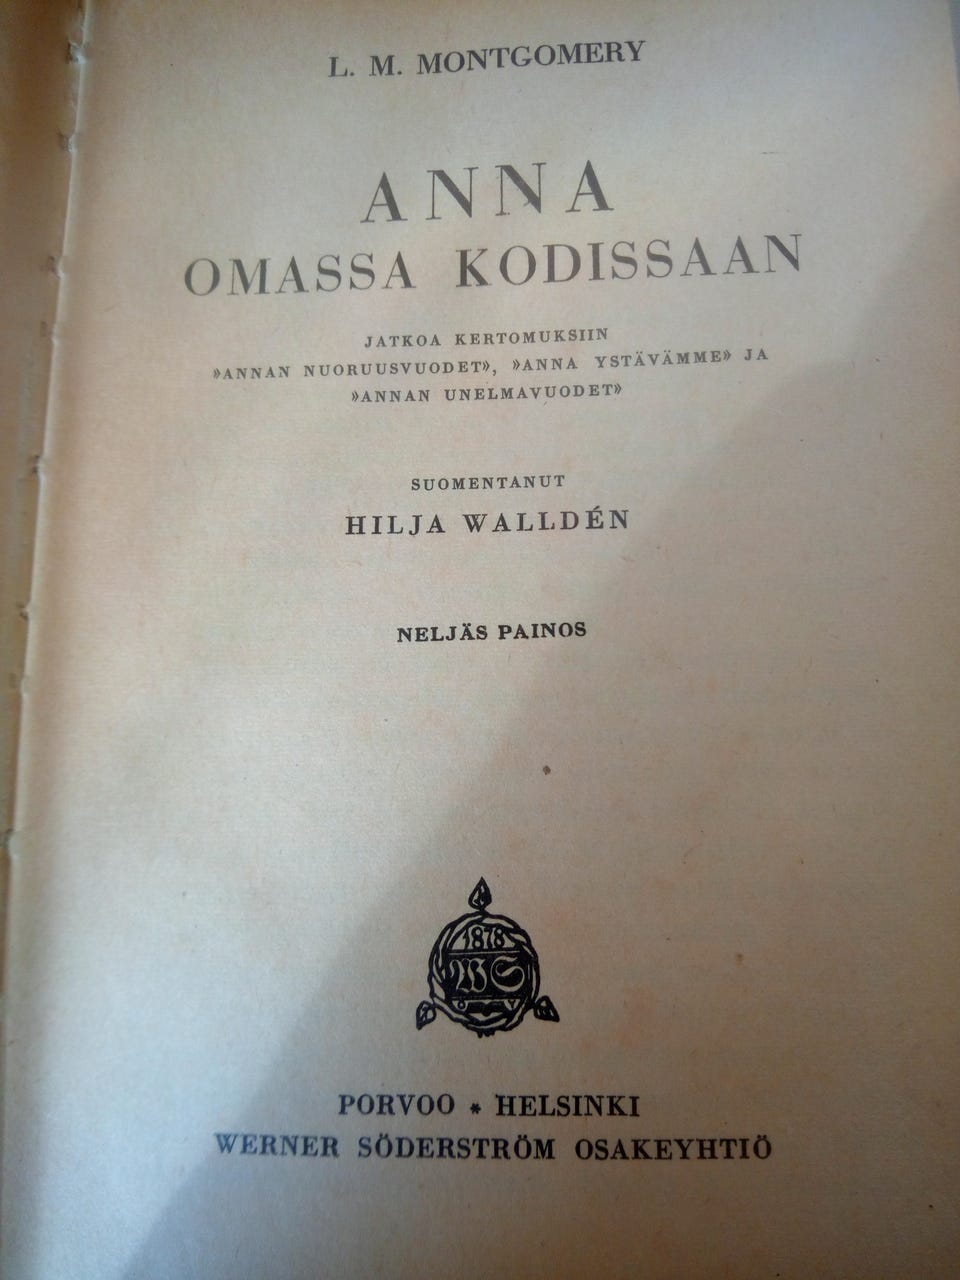 L. M. MONTGOMERY
ANNA
OMASSA KODISSAAN
JATKOA KERTOMUKSIIN
»ANNAN NUORUUSVUODET», »ANNA YSTÄVÄMME» JA
»ANNAN UNELMAVUODET»
SUOMENTANUT
HILJA WALLDÉN
NELJÄS PAINOS
1878
WS
O Y
PORVOO * HELSINKI
WERNER SÖDERSTRÖM OSAKEYHTIÖ